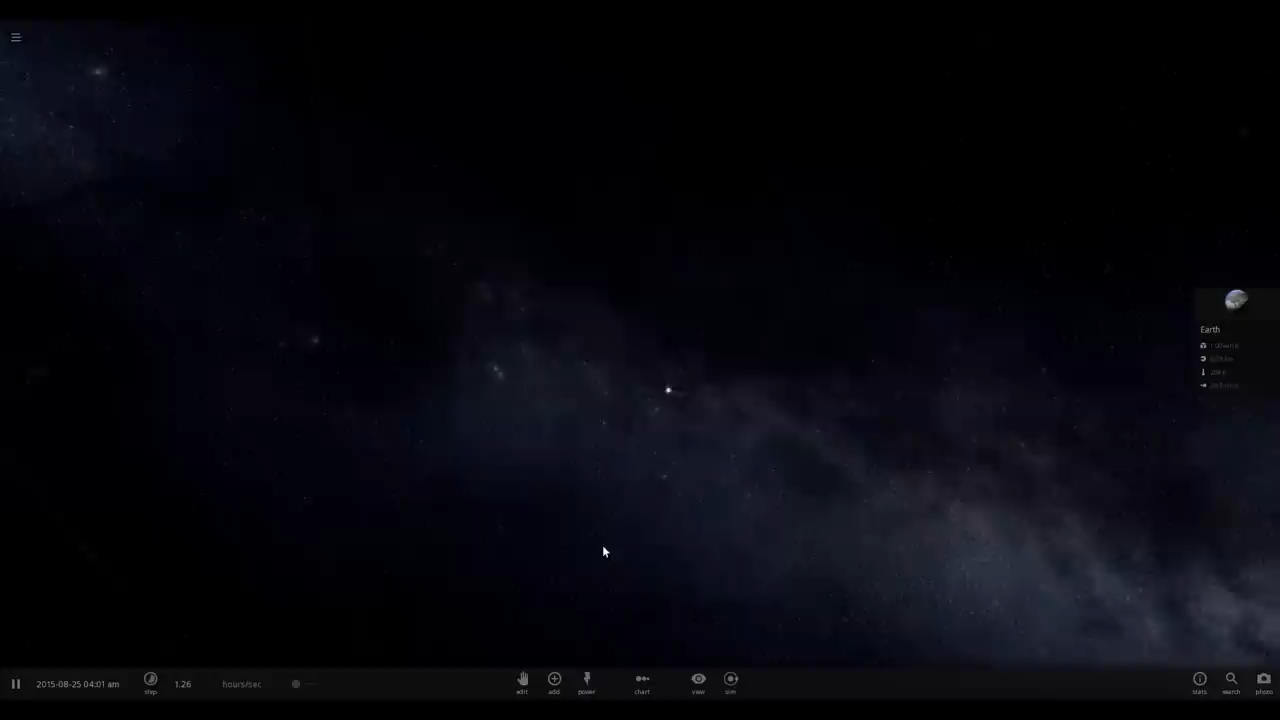 Earth
2015-08-25 04:01 am
step
1.26
hours/sec
edit
add
power
chart
view
sim
stats
search
photo